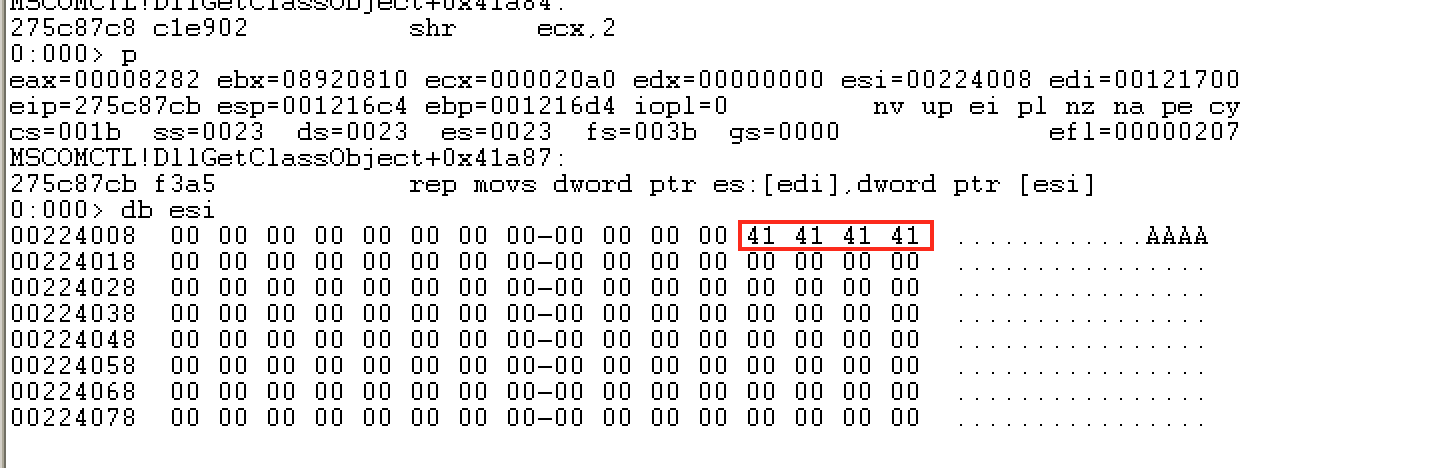 MSCOMCTL!DllGetClassObject+0x41a84:
275c87c8 c1e902          shr     ecx,2
0:000> p
eax=00008282 ebx=08920810 ecx=000020a0 edx=00000000 esi=00224008 edi=00121700
eip=275c87cb esp=001216c4 ebp=001216d4 iopl=0         nv up ei pl nz na pe cy
cs=001b  ss=0023  ds=0023  es=0023  fs=003b  gs=0000             efl=00000207
MSCOMCTL!DllGetClassObject+0x41a87:
275c87cb f3a5            rep movs dword ptr es:[edi],dword ptr [esi]
0:000> db esi
00224008  00 00 00 00 00 00 00 00-00 00 00 00 41 41 41 41  ............AAAA
00224018  00 00 00 00 00 00 00 00-00 00 00 00 00 00 00 00  ................
00224028  00 00 00 00 00 00 00 00-00 00 00 00 00 00 00 00  ................
00224038  00 00 00 00 00 00 00 00-00 00 00 00 00 00 00 00  ................
00224048  00 00 00 00 00 00 00 00-00 00 00 00 00 00 00 00  ................
00224058  00 00 00 00 00 00 00 00-00 00 00 00 00 00 00 00  ................
00224068  00 00 00 00 00 00 00 00-00 00 00 00 00 00 00 00  ................
00224078  00 00 00 00 00 00 00 00-00 00 00 00 00 00 00 00  ................